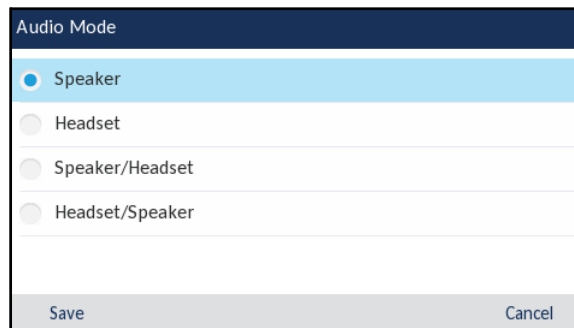 Audio Mode
Speaker
Headset
Speaker/Headset
Headset/Speaker
Save Cancel